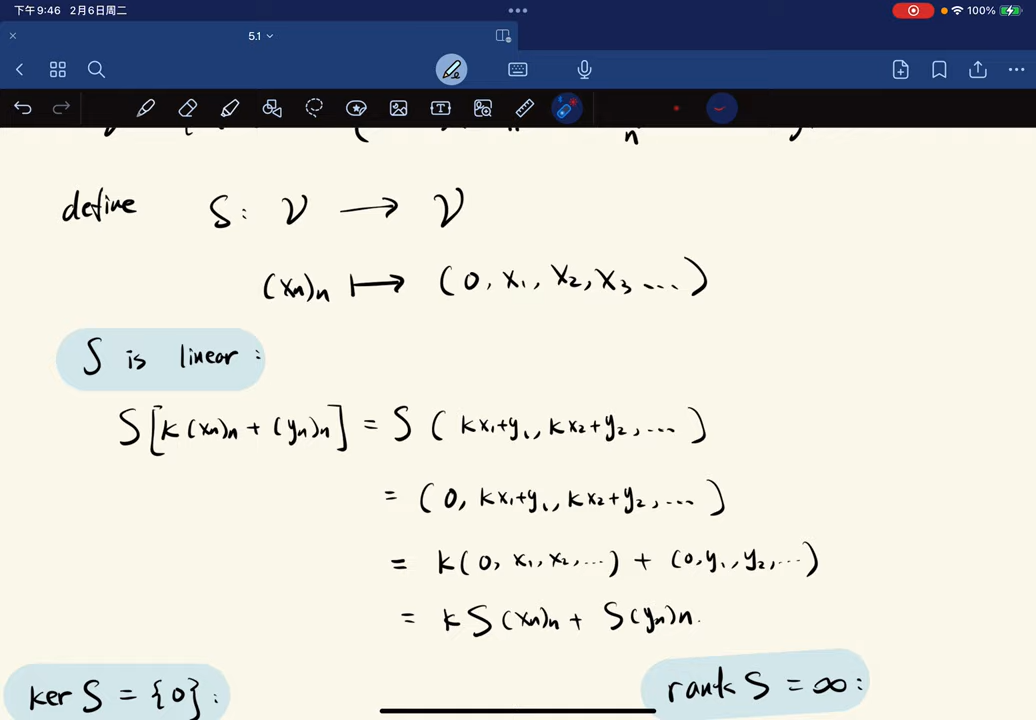 下午9:46 2月6日周二
100%
5.1
define S: V → V
(xₙ)ₙ ↦ (0, x₁, x₂, x₃ ...)
S is linear:
S[k(xₙ)ₙ + (yₙ)ₙ] = S (kx₁+y₁, kx₂+y₂, ...)
= (0, kx₁+y₁, kx₂+y₂, ...)
= k(0, x₁, x₂, ...) + (0, y₁, y₂, ...)
= kS(xₙ)ₙ + S(yₙ)ₙ.
ker S = {0}:
rank S = ∞: